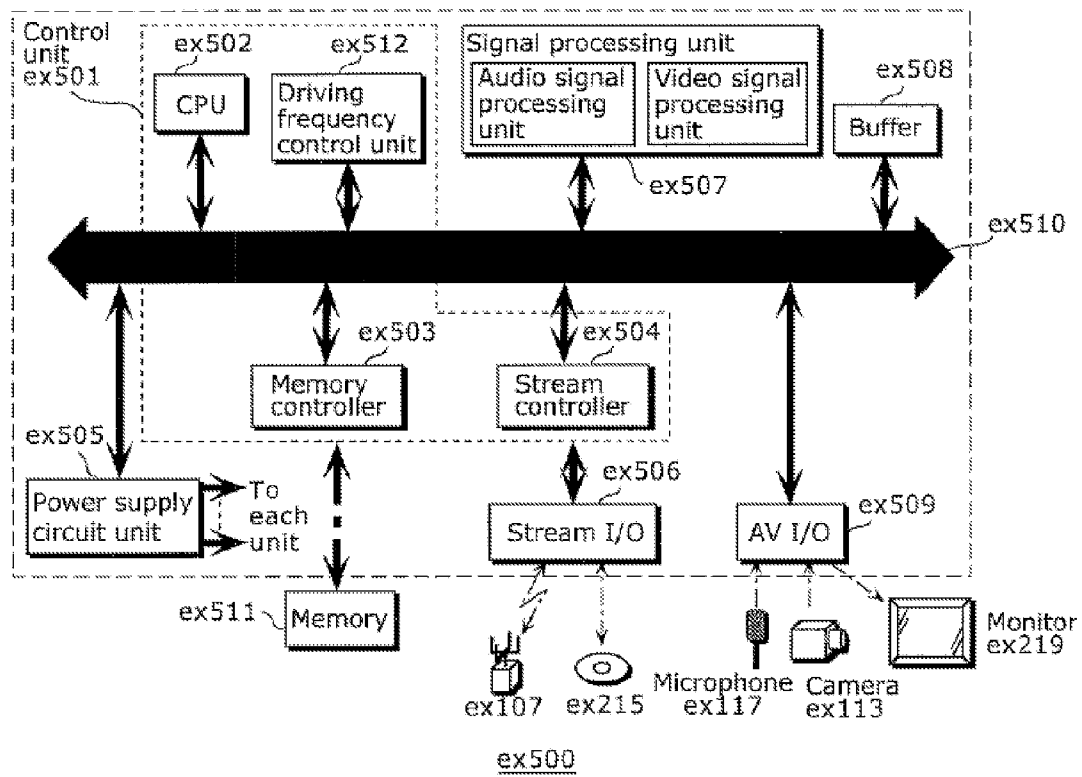 Control
unit
ex501
ex502
CPU
ex512
Driving
frequency
control unit
Signal processing unit
Audio signal
processing
unit
Video signal
processing
unit
ex507
ex508
Buffer
ex510
ex503
Memory
controller
ex504
Stream
controller
ex505
Power supply
circuit unit
To
each
unit
ex506
Stream I/O
ex509
AV I/O
ex511
Memory
ex107
ex215
Microphone
ex117
Camera
ex113
Monitor
ex219
ex500